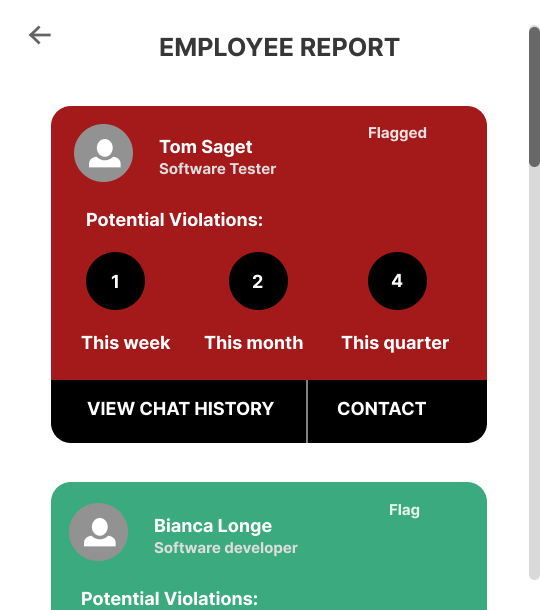 EMPLOYEE REPORT
Flagged
Tom Saget
Software Tester
Potential Violations:
1 2 4
This week This month This quarter
VIEW CHAT HISTORY CONTACT
Flag
Bianca Longe
Software developer
Potential Violations: